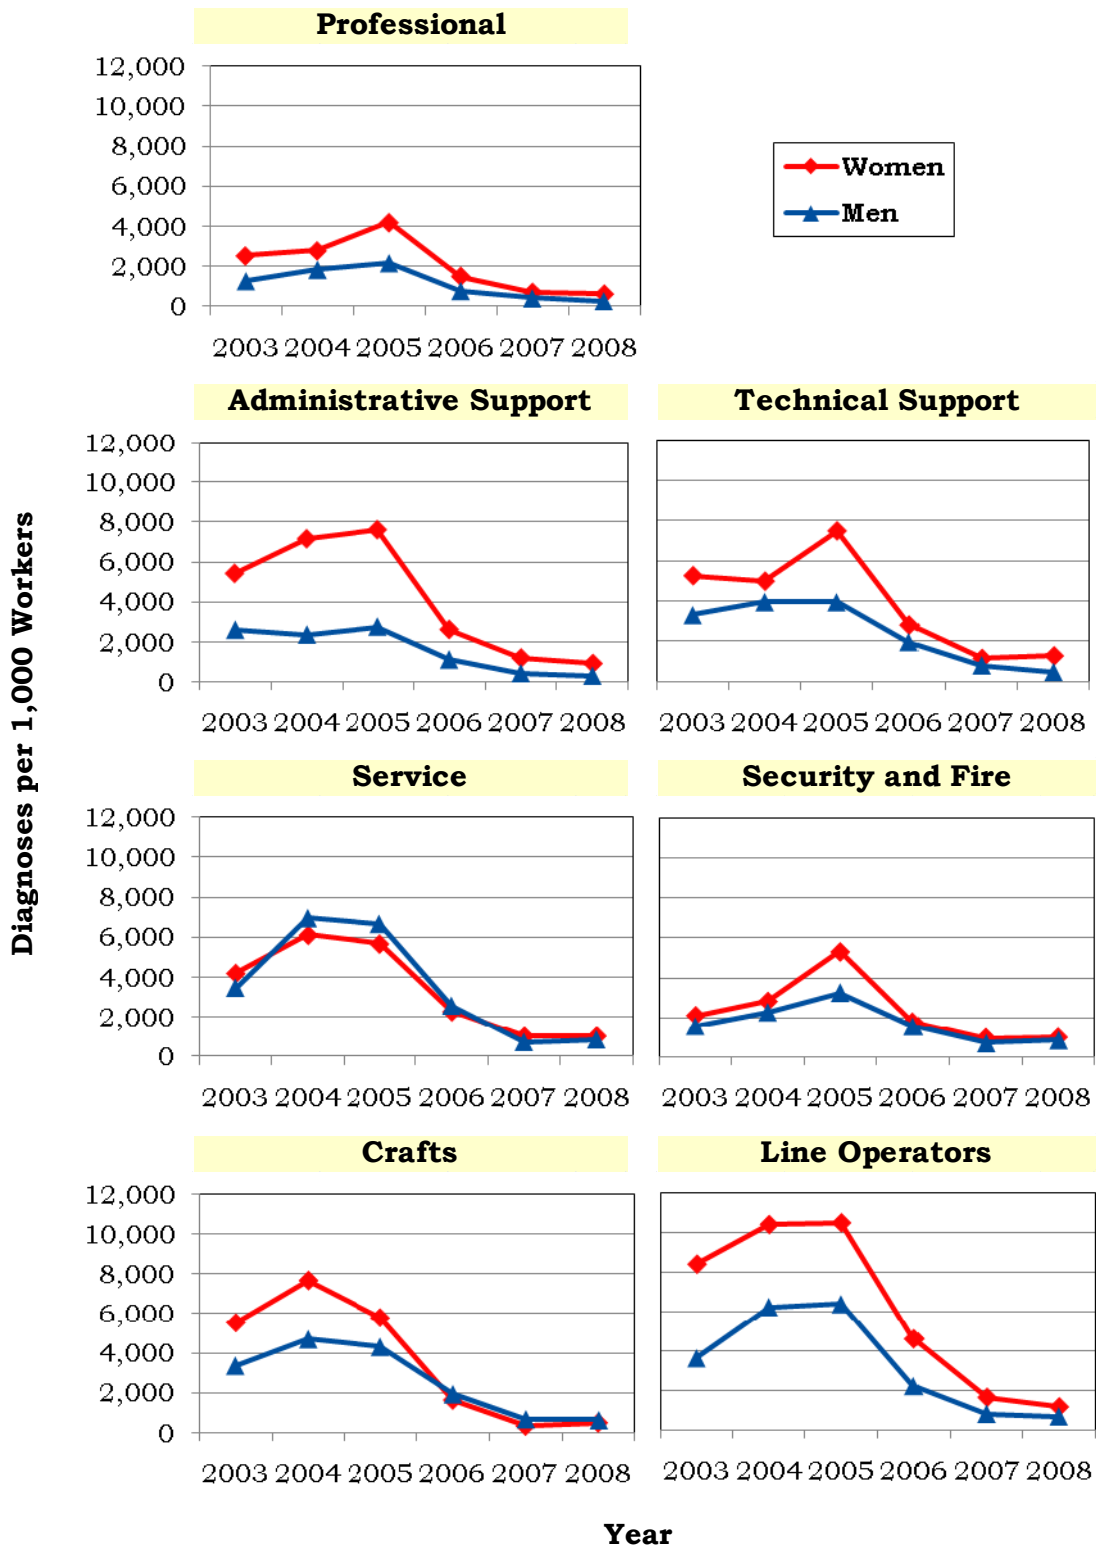 Professional
12,000
10,000
8,000
6,000
4,000
2,000
0
2003 2004 2005 2006 2007 2008
Women
Men
Administrative Support
12,000
10,000
8,000
6,000
4,000
2,000
0
2003 2004 2005 2006 2007 2008
Technical Support
2003 2004 2005 2006 2007 2008
Diagnoses per 1,000 Workers
Service
12,000
10,000
8,000
6,000
4,000
2,000
0
2003 2004 2005 2006 2007 2008
Security and Fire
2003 2004 2005 2006 2007 2008
Crafts
12,000
10,000
8,000
6,000
4,000
2,000
0
2003 2004 2005 2006 2007 2008
Line Operators
2003 2004 2005 2006 2007 2008
Year